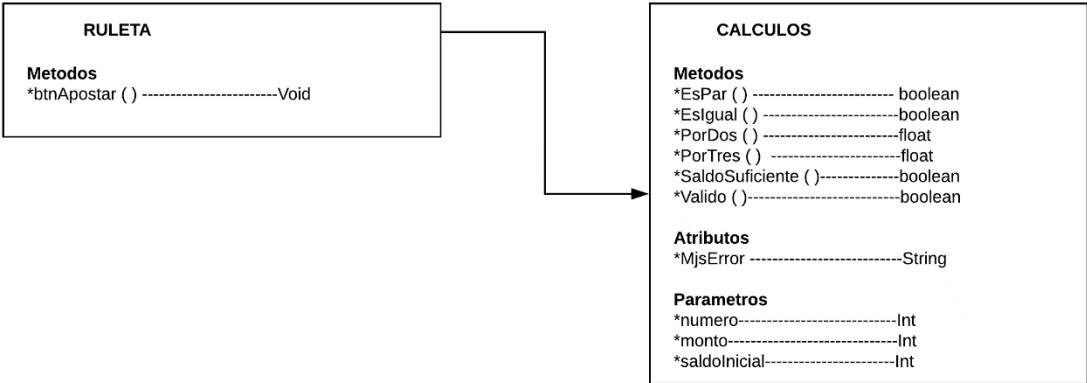 RULETA
Metodos
*btnApostar ( ) ------------------------Void
CALCULOS
Metodos
*EsPar ( ) ------------------------- boolean
*EsIgual ( ) ------------------------boolean
*PorDos ( ) ------------------------float
*PorTres ( ) -----------------------float
*SaldoSuficiente ( )--------------boolean
*Valido ( )---------------------------boolean
Atributos
*MjsError ---------------------------String
Parametros
*numero----------------------------Int
*monto------------------------------Int
*saldoInicial-----------------------Int